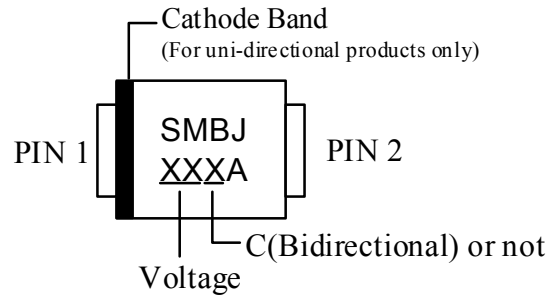 Cathode Band
(For uni-directional products only)
SMBJ
PIN 1
XXXA
PIN 2
C(Bidirectional) or not
Voltage